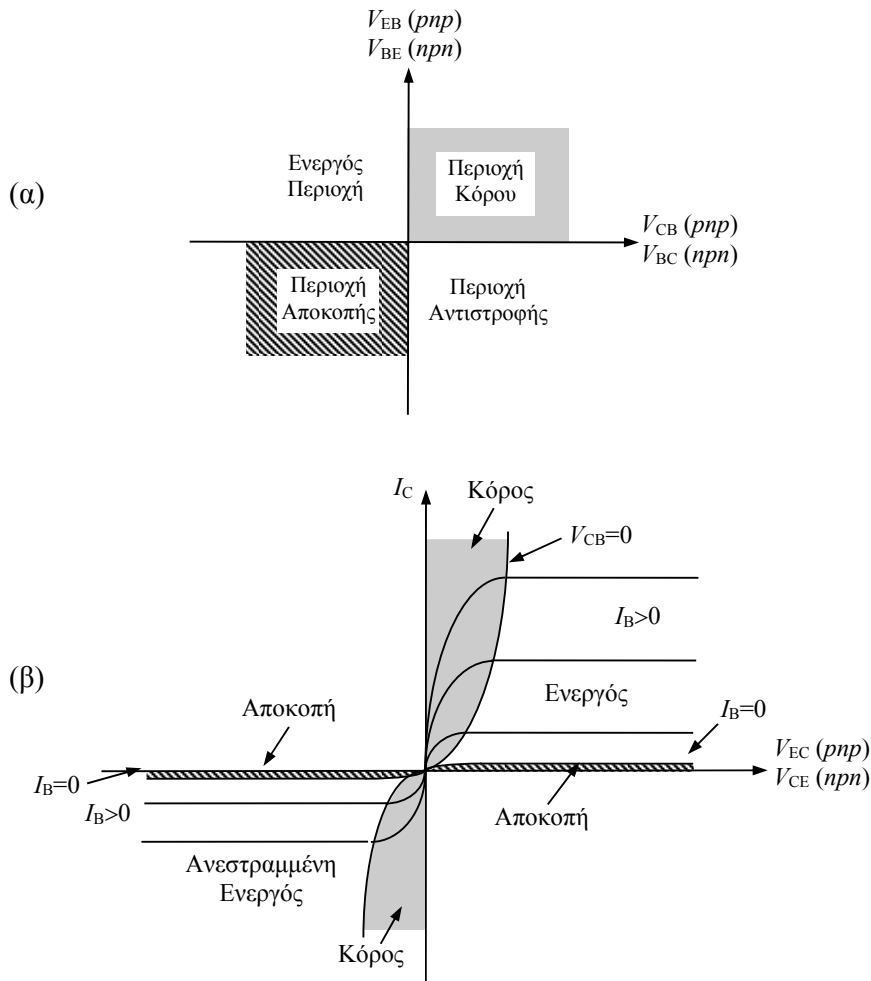 V_EB (pnp)
V_BE (npn)
(α)
Ενεργός
Περιοχή
Περιοχή
Κόρου
V_CB (pnp)
V_BC (npn)
Περιοχή
Αποκοπής
Περιοχή
Αντιστροφής
I_C
Κόρος
V_CB=0
I_B>0
(β)
Ενεργός
Αποκοπή
I_B=0
V_EC (pnp)
V_CE (npn)
I_B=0
I_B>0
Αποκοπή
Ανεστραμμένη
Ενεργός
Κόρος